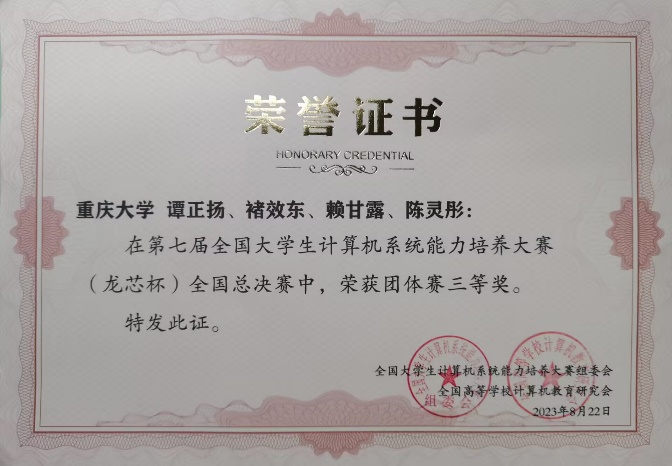 荣誉证书
HONORARY CREDENTIAL
重庆大学 谭正扬、褚效东、赖甘露、陈灵彤：
在第七届全国大学生计算机系统能力培养大赛
（龙芯杯）全国总决赛中，荣获团体赛三等奖。
特发此证。
全国大学生计算机系统能力培养大赛组委会
全国高等学校计算机教育研究会
2023年8月22日